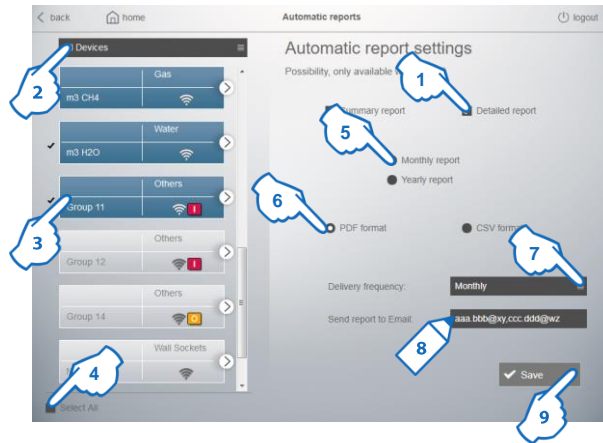 < back
home
Automatic reports
logout
Devices
Automatic report settings
Possibility, only available
1
2
Gas
m3 CH4
Summary report
Detailed report
5
Water
m3 H2O
Monthly report
Yearly report
Others
Group 11
3
6
PDF format
CSV format
Others
Group 12
7
Delivery frequency:
Monthly
Others
Group 14
Send report to Email:
aaa.bbb@xy,ccc.ddd@wz
8
Wall Sockets
4
Save
9
Select All